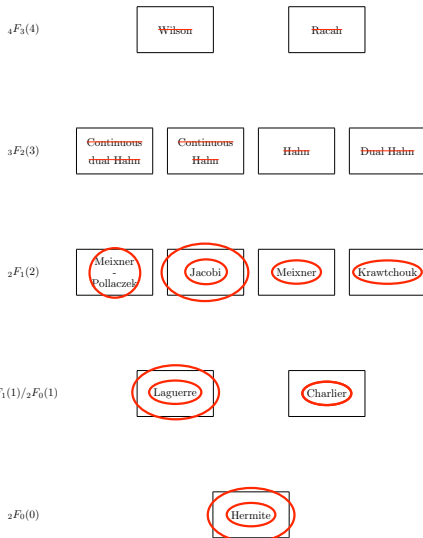 ₄F₃(4) Wilson Racah
₃F₂(3) Continuous dual Hahn Continuous Hahn Hahn Dual Hahn
₂F₁(2) Meixner - Pollaczek Jacobi Meixner Krawtchouk
F₁(1)/₂F₀(1) Laguerre Charlier
₂F₀(0) Hermite